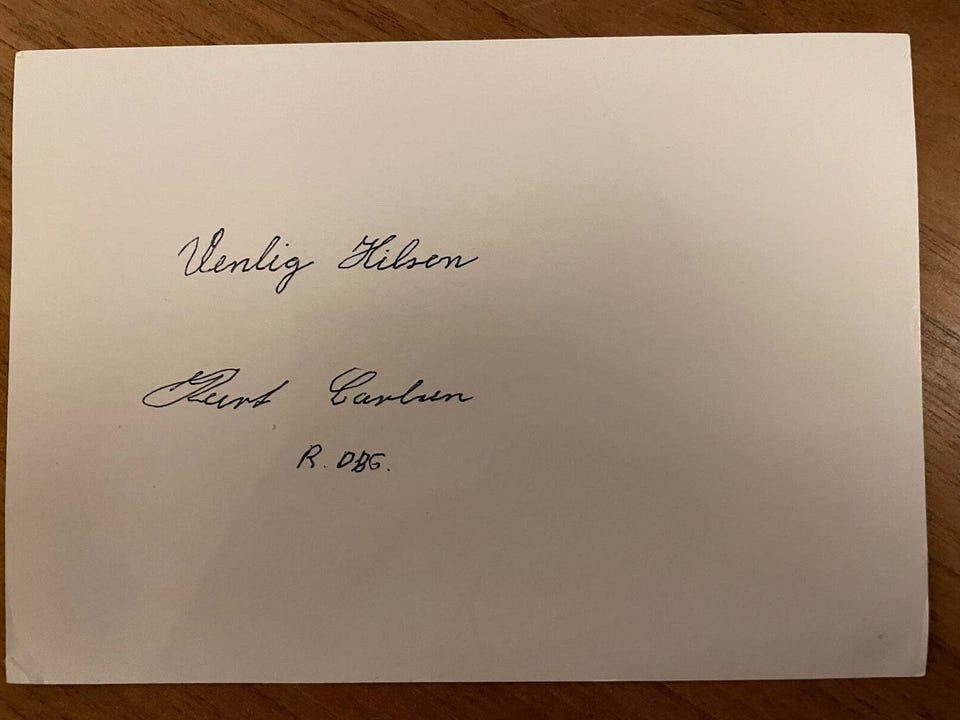 Venlig Hilsen
Kurt Carlsen
R. DBG.